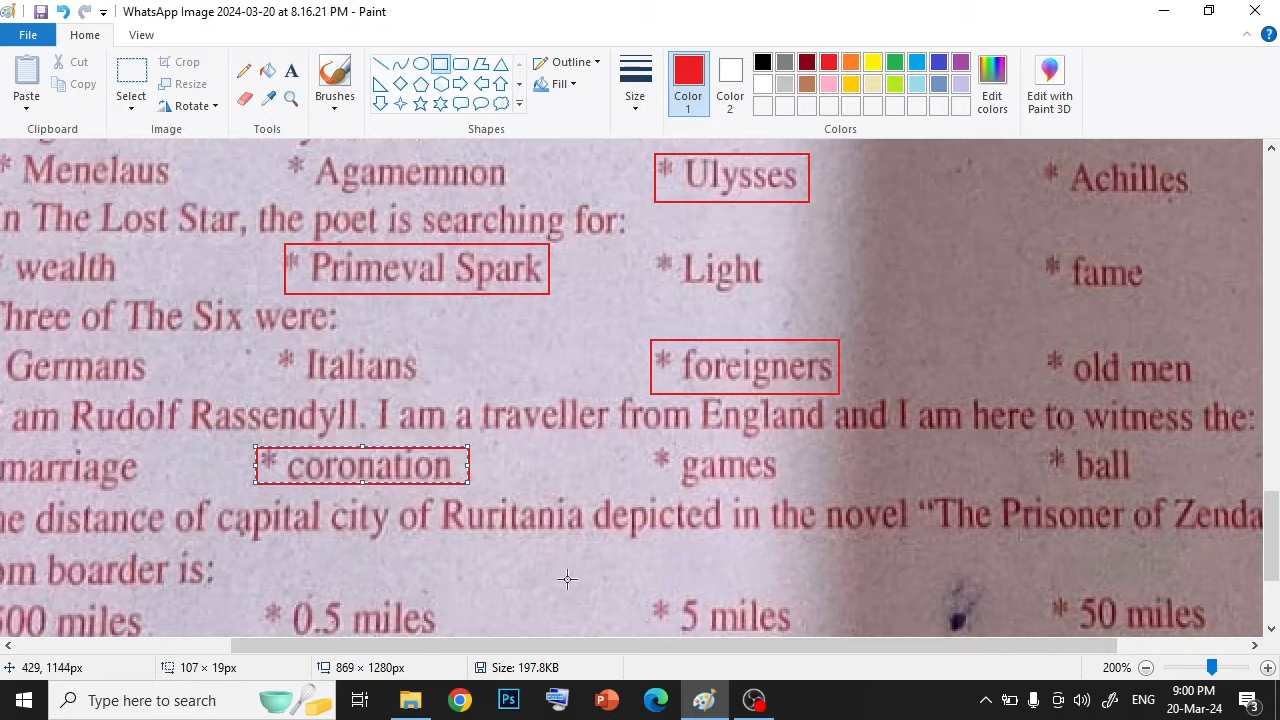 WhatsApp Image 2024-03-20 at 8.16.21 PM - Paint
File Home View
Paste Cut Copy Select Crop Resize Rotate Brushes Outline Fill Size Color 1 Color 2 Edit colors Edit with Paint 3D
Clipboard Image Tools Shapes Colors
* Menelaus * Agamemnon * Ulysses * Achilles
In The Lost Star, the poet is searching for:
* wealth * Primeval Spark * Light * fame
Three of The Six were:
Germans * Italians * foreigners * old men
I am Rudolf Rassendyll. I am a traveller from England and I am here to witness the:
marriage * coronation * games * ball
he distance of capital city of Ruritania depicted in the novel “The Prisoner of Zenda
om boarder is:
500 miles * 0.5 miles * 5 miles * 50 miles
429, 1144px 107 × 19px 869 × 1280px Size: 197.8KB 200%
Type here to search ENG 9:00 PM
20-Mar-24 3